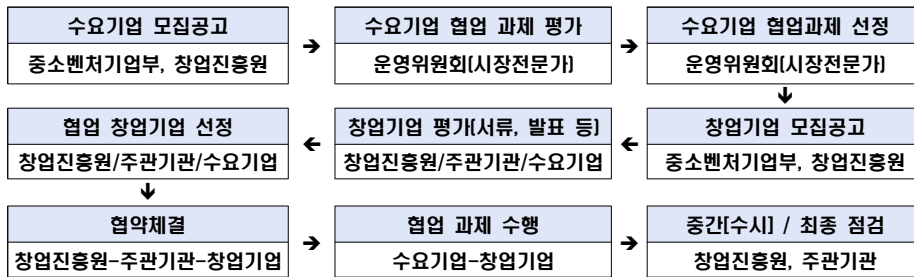 수요기업 모집공고
중소벤처기업부, 창업진흥원
➔
수요기업 협업 과제 평가
운영위원회(시장전문가)
➔
수요기업 협업과제 선정
운영위원회(시장전문가)
🡻
창업기업 모집공고
중소벤처기업부, 창업진흥원
🡸
창업기업 평가(서류, 발표 등)
창업진흥원/주관기관/수요기업
🡸
협업 창업기업 선정
창업진흥원/주관기관/수요기업
🡻
협약체결
창업진흥원-주관기관-창업기업
➔
협업 과제 수행
수요기업-창업기업
➔
중간[수시] / 최종 점검
창업진흥원, 주관기관